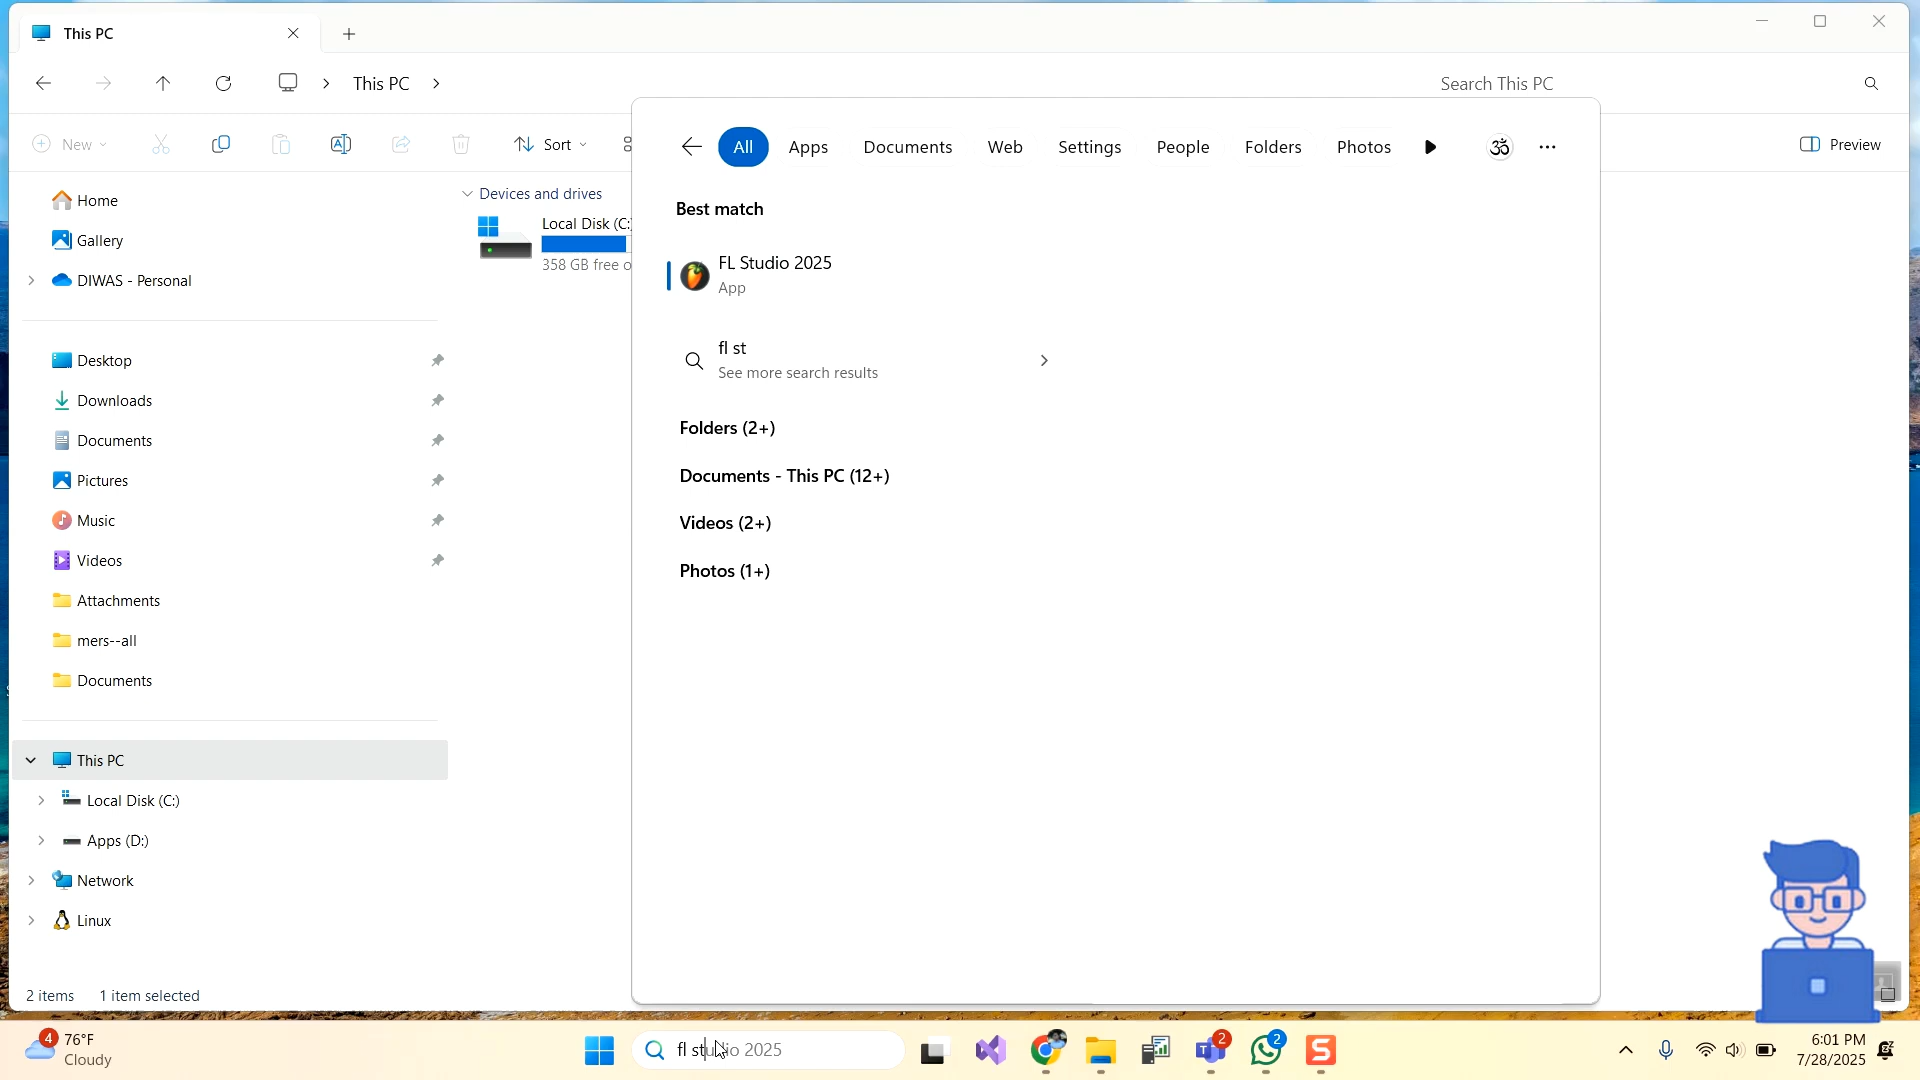 This PC
This PC
Search This PC
New
Sort
Preview
Home
Gallery
DIWAS - Personal
Desktop
Downloads
Documents
Pictures
Music
Videos
Attachments
mers--all
Documents
This PC
Local Disk (C:)
Apps (D:)
Network
Linux
2 items 1 item selected
Devices and drives
Local Disk (C:)
358 GB free o
All Apps Documents Web Settings People Folders Photos
ॐ
Best match
FL Studio 2025
App
fl st
See more search results
Folders (2+)
Documents - This PC (12+)
Videos (2+)
Photos (1+)
4
76°F
Cloudy
fl studio 2025
2
2
S
6:01 PM
7/28/2025